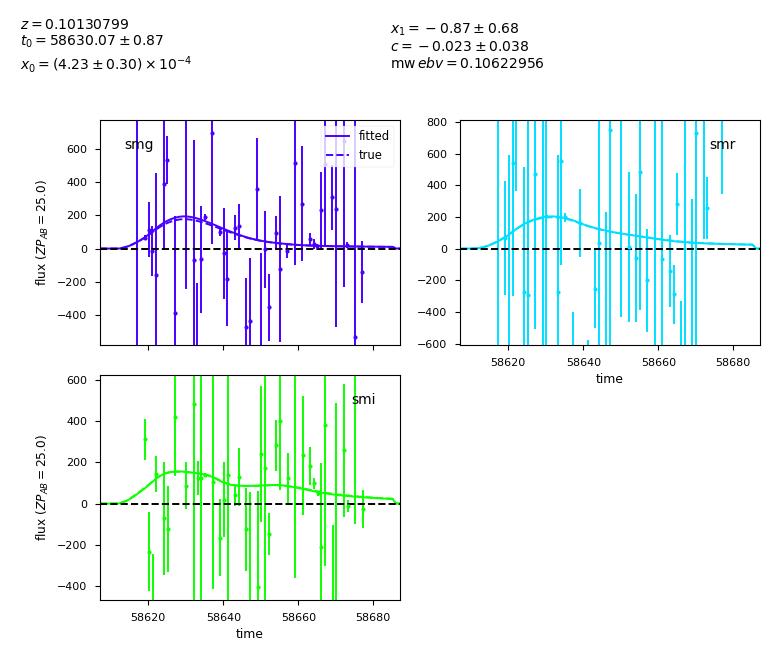 z = 0.10130799
t₀ = 58630.07 ± 0.87
x₀ = (4.23 ± 0.30) × 10⁻⁴
x₁ = −0.87 ± 0.68
c = −0.023 ± 0.038
mw ebv = 0.10622956
smg
fitted
true
600
400
200
0
−200
−400
flux (ZP_AB = 25.0)
smr
800
600
400
200
0
−200
−400
−600
58620
58640
58660
58680
time
smi
600
400
200
0
−200
−400
flux (ZP_AB = 25.0)
58620
58640
58660
58680
time